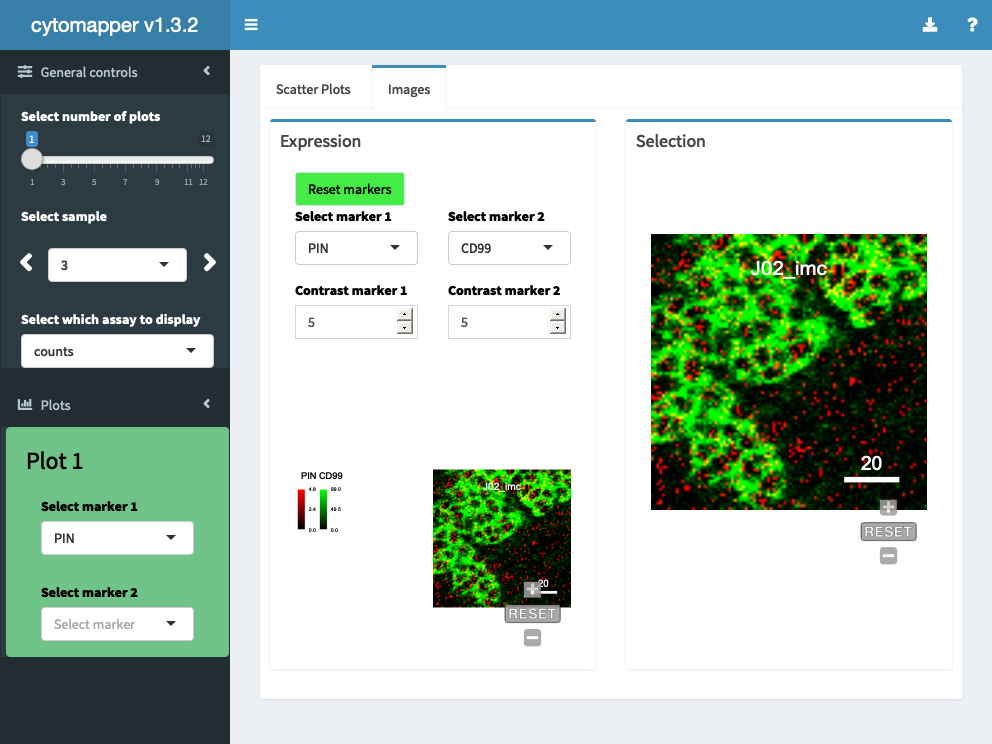 cytomapper v1.3.2
?
General controls
Select number of plots
1 12
1 3 5 7 9 11 12
Select sample
3
Select which assay to display
counts
Plots
Plot 1
Select marker 1
PIN
Select marker 2
Select marker
Scatter Plots Images
Expression
Reset markers
Select marker 1 Select marker 2
PIN CD99
Contrast marker 1 Contrast marker 2
5 5
PIN CD99
4.8 99.0
2.4 49.5
0.0 0.0
J02_imc
20
RESET
Selection
J02_imc
20
RESET